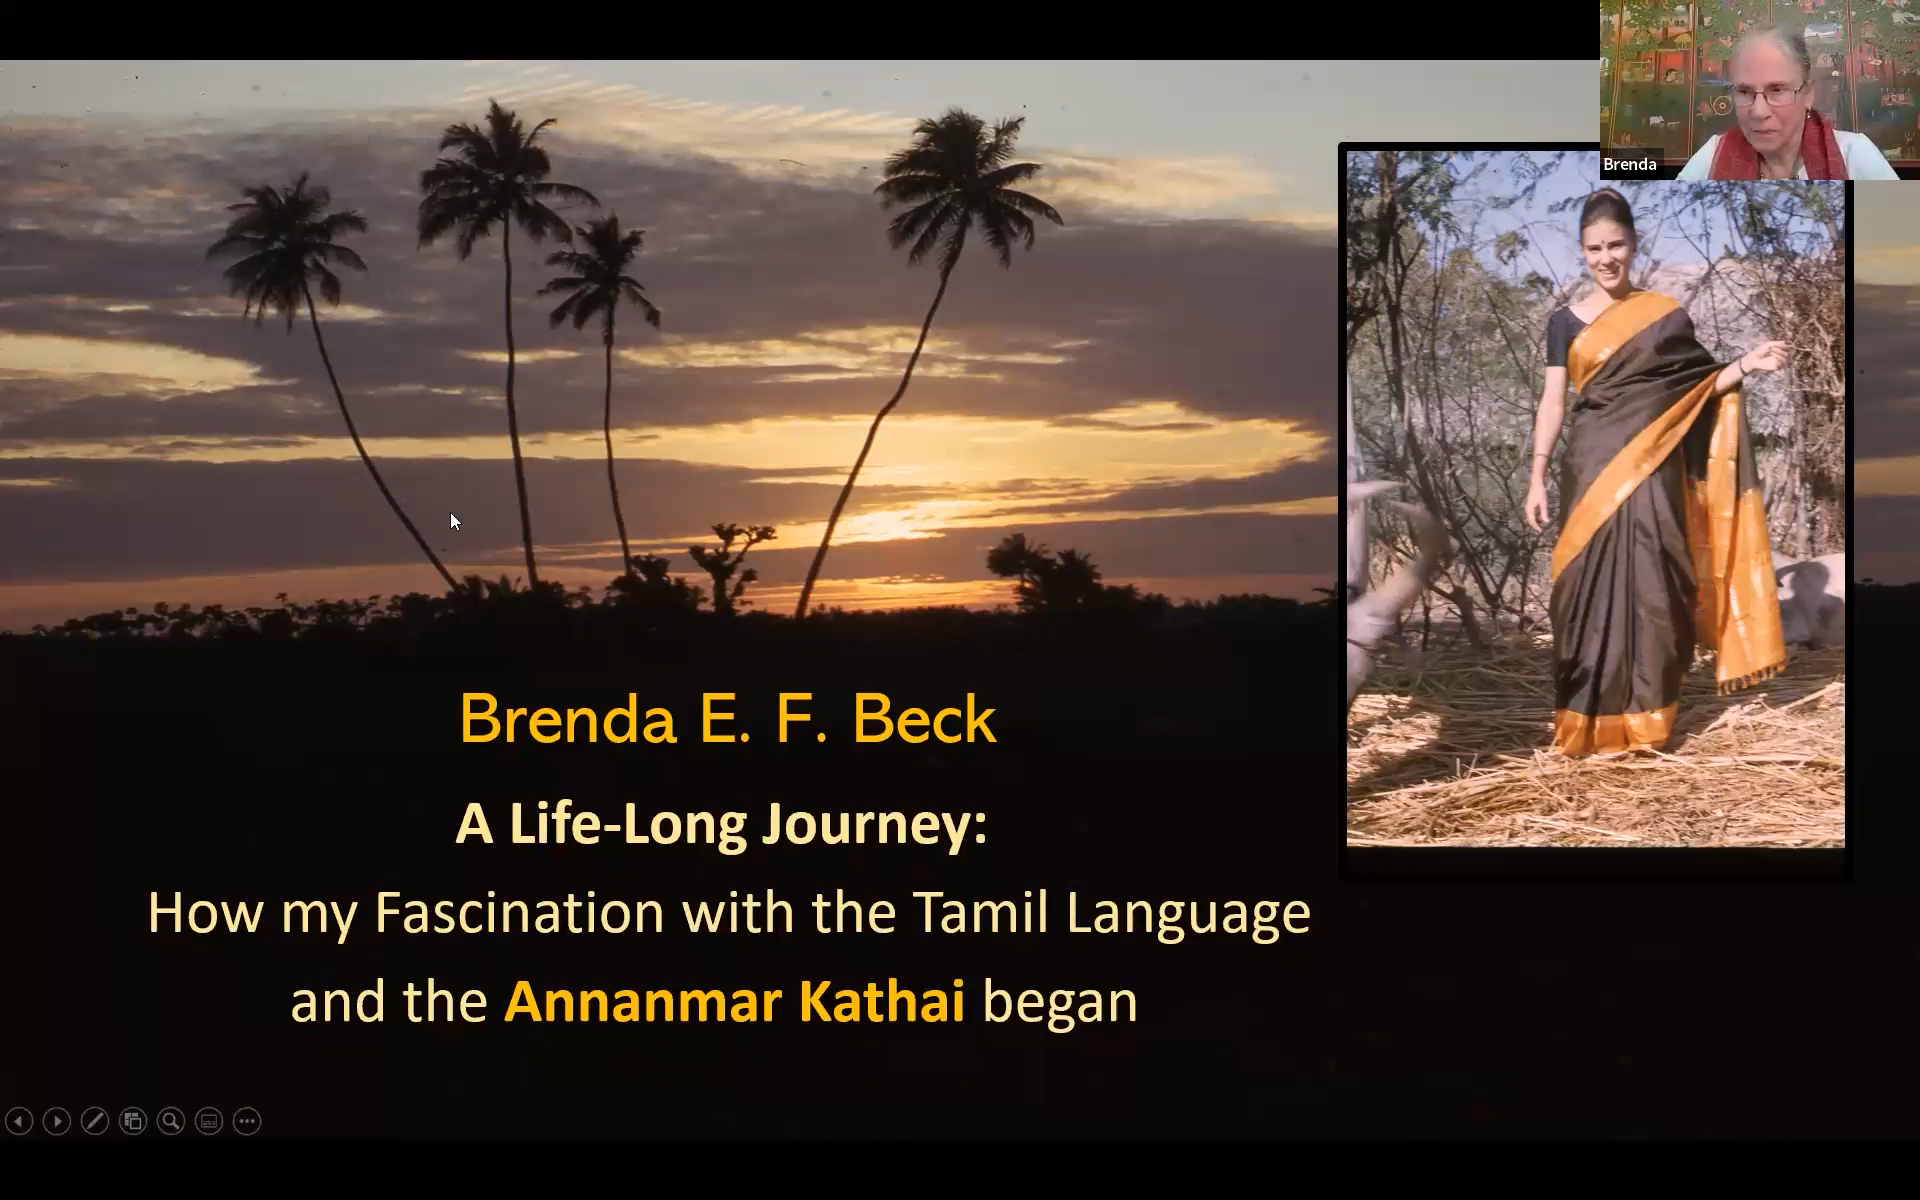 Brenda
Brenda E. F. Beck
A Life-Long Journey:
How my Fascination with the Tamil Language
and the Annanmar Kathai began